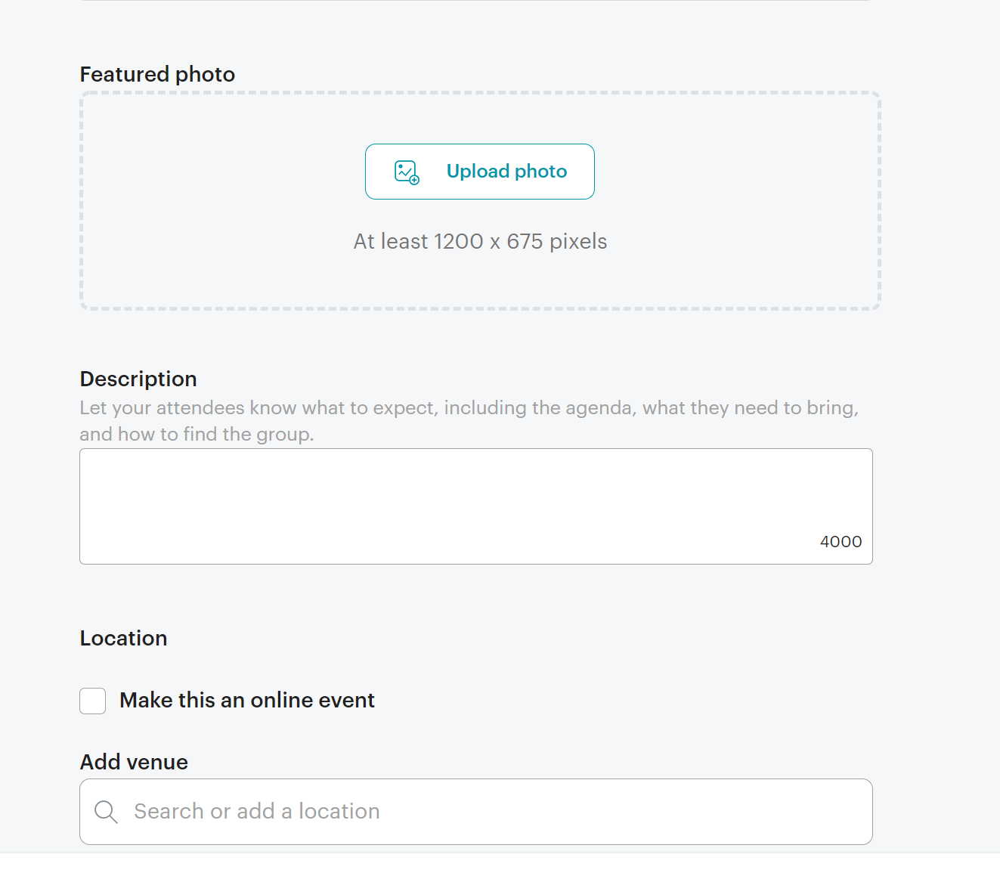 Featured photo
Upload photo
At least 1200 x 675 pixels
Description
Let your attendees know what to expect, including the agenda, what they need to bring,
and how to find the group.
4000
Location
Make this an online event
Add venue
Search or add a location